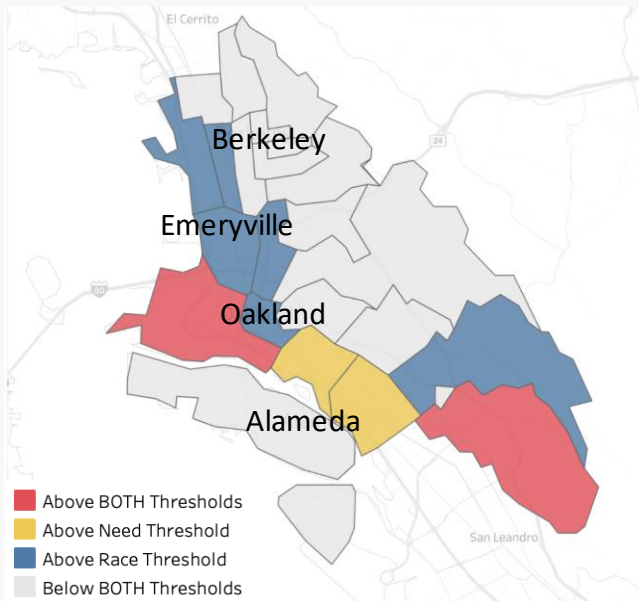 El Cerrito
Berkeley
24
Emeryville
80
Oakland
Alameda
Above BOTH Thresholds
Above Need Threshold
Above Race Threshold
San Leandro
Below BOTH Thresholds